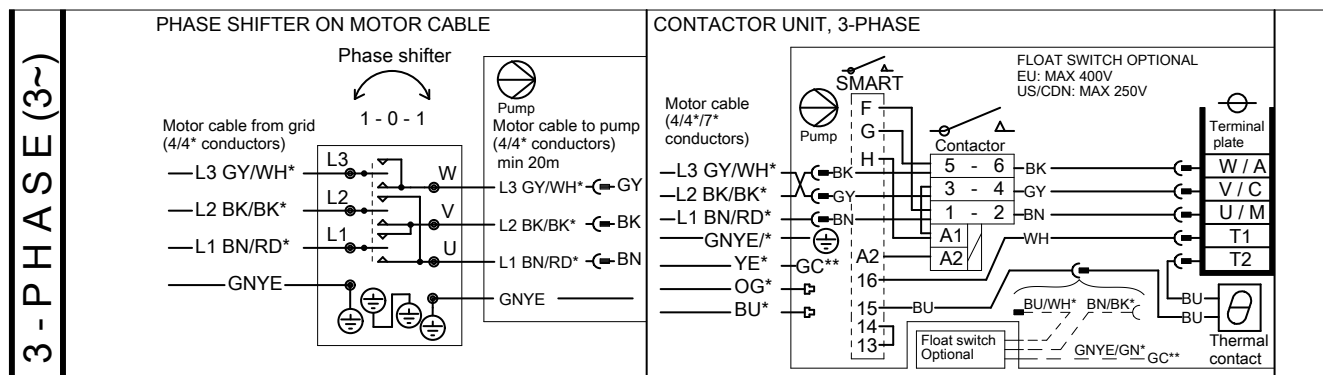 3 - P H A S E (3~)
PHASE SHIFTER ON MOTOR CABLE
Phase shifter
1 - 0 - 1
Motor cable from grid
(4/4* conductors)
L3 GY/WH*
L2 BK/BK*
L1 BN/RD*
GNYE
L3
L2
L1
W
V
U
Pump
Motor cable to pump
(4/4* conductors)
min 20m
L3 GY/WH*
GY
L2 BK/BK*
BK
L1 BN/RD*
BN
GNYE
CONTACTOR UNIT, 3-PHASE
Motor cable
(4/4*/7*
conductors)
L3 GY/WH*
L2 BK/BK*
L1 BN/RD*
GNYE/*
YE*
GC**
OG*
BU*
Pump
BK
GY
BN
SMART
F
G
H
A2
16
15
14
13
Contactor
5 - 6
3 - 4
1 - 2
A1
A2
FLOAT SWITCH OPTIONAL
EU: MAX 400V
US/CDN: MAX 250V
BK
GY
BN
WH
BU
Terminal
plate
W / A
V / C
U / M
T1
T2
BU/WH*
BN/BK*
BU
BU
Float switch
Optional
GNYE/GN*
GC**
Thermal
contact